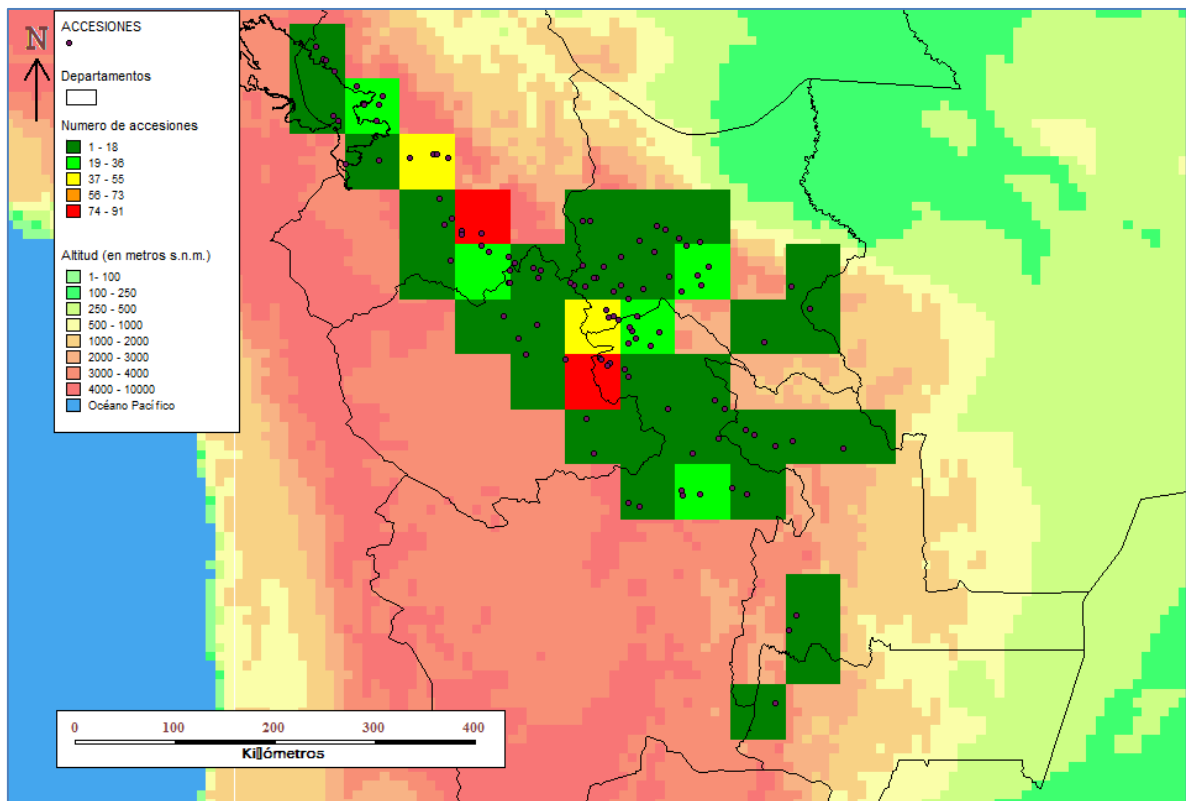 N
ACCESIONES
Departamentos
Numero de accesiones
1 - 18
19 - 36
37 - 55
56 - 73
74 - 91
Altitud (en metros s.n.m.)
1- 100
100 - 250
250 - 500
500 - 1000
1000 - 2000
2000 - 3000
3000 - 4000
4000 - 10000
Océano Pacífico
0 100 200 300 400
Kilómetros